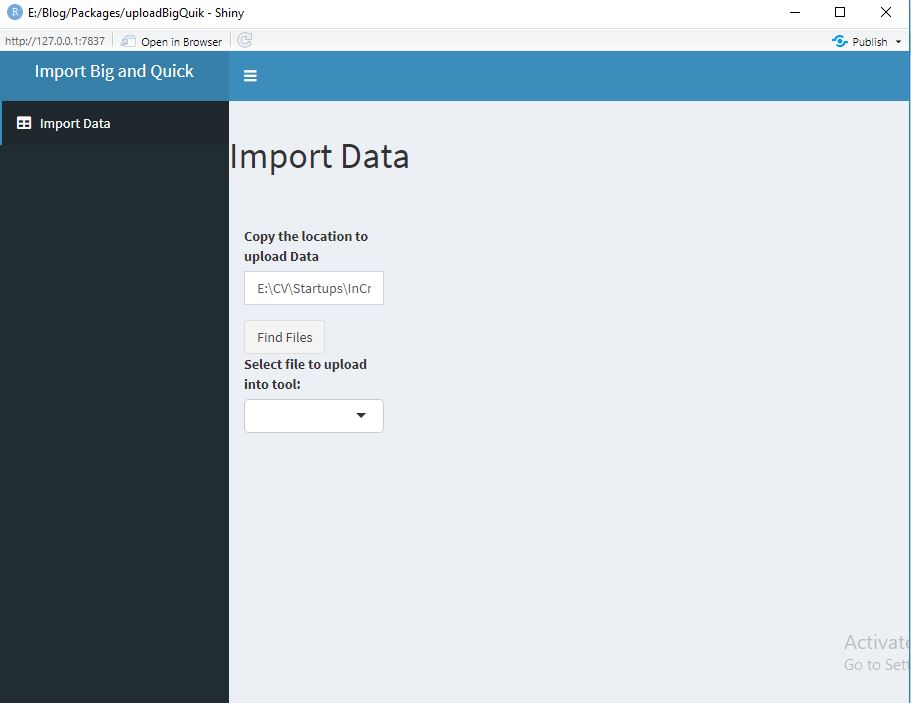 R E:/Blog/Packages/uploadBigQuik - Shiny
http://127.0.0.1:7837 Open in Browser Publish
Import Big and Quick
Import Data
Import Data
Copy the location to
upload Data
E:\CV\Startups\InCr
Find Files
Select file to upload
into tool:
Activate
Go to Sett